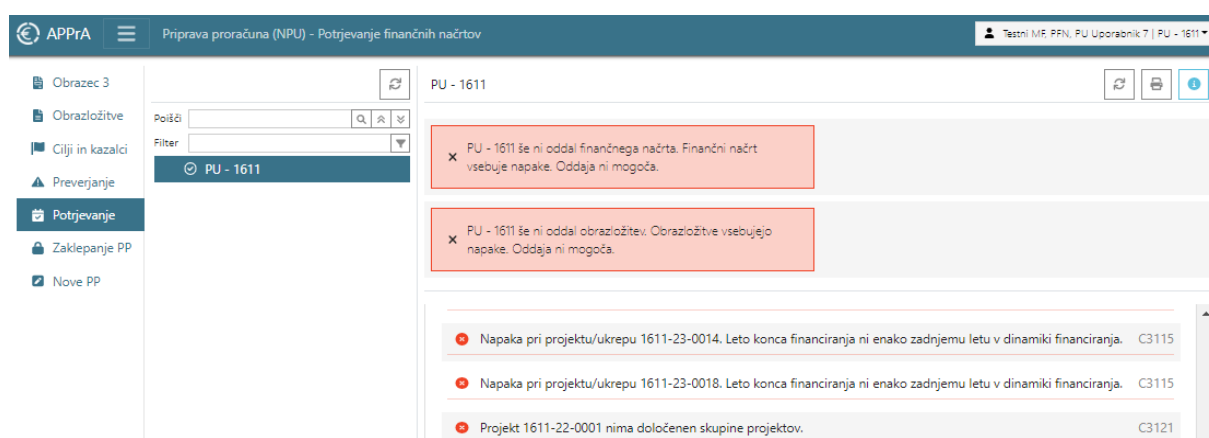 APPrA Priprava proračuna (NPU) - Potrjevanje finančnih načrtov Testni MF, PFN, PU Uporabnik 7 | PU - 1611
Obrazec 3
Obrazložitve
Cilji in kazalci
Preverjanje
Potrjevanje
Zaklepanje PP
Nove PP
Poišči
Filter
PU - 1611
PU - 1611
PU - 1611 še ni oddal finančnega načrta. Finančni načrt
vsebuje napake. Oddaja ni mogoča.
PU - 1611 še ni oddal obrazložitev. Obrazložitve vsebujejo
napake. Oddaja ni mogoča.
Napaka pri projektu/ukrepu 1611-23-0014. Leto konca financiranja ni enako zadnjemu letu v dinamiki financiranja. C3115
Napaka pri projektu/ukrepu 1611-23-0018. Leto konca financiranja ni enako zadnjemu letu v dinamiki financiranja. C3115
Projekt 1611-22-0001 nima določenen skupine projektov. C3121